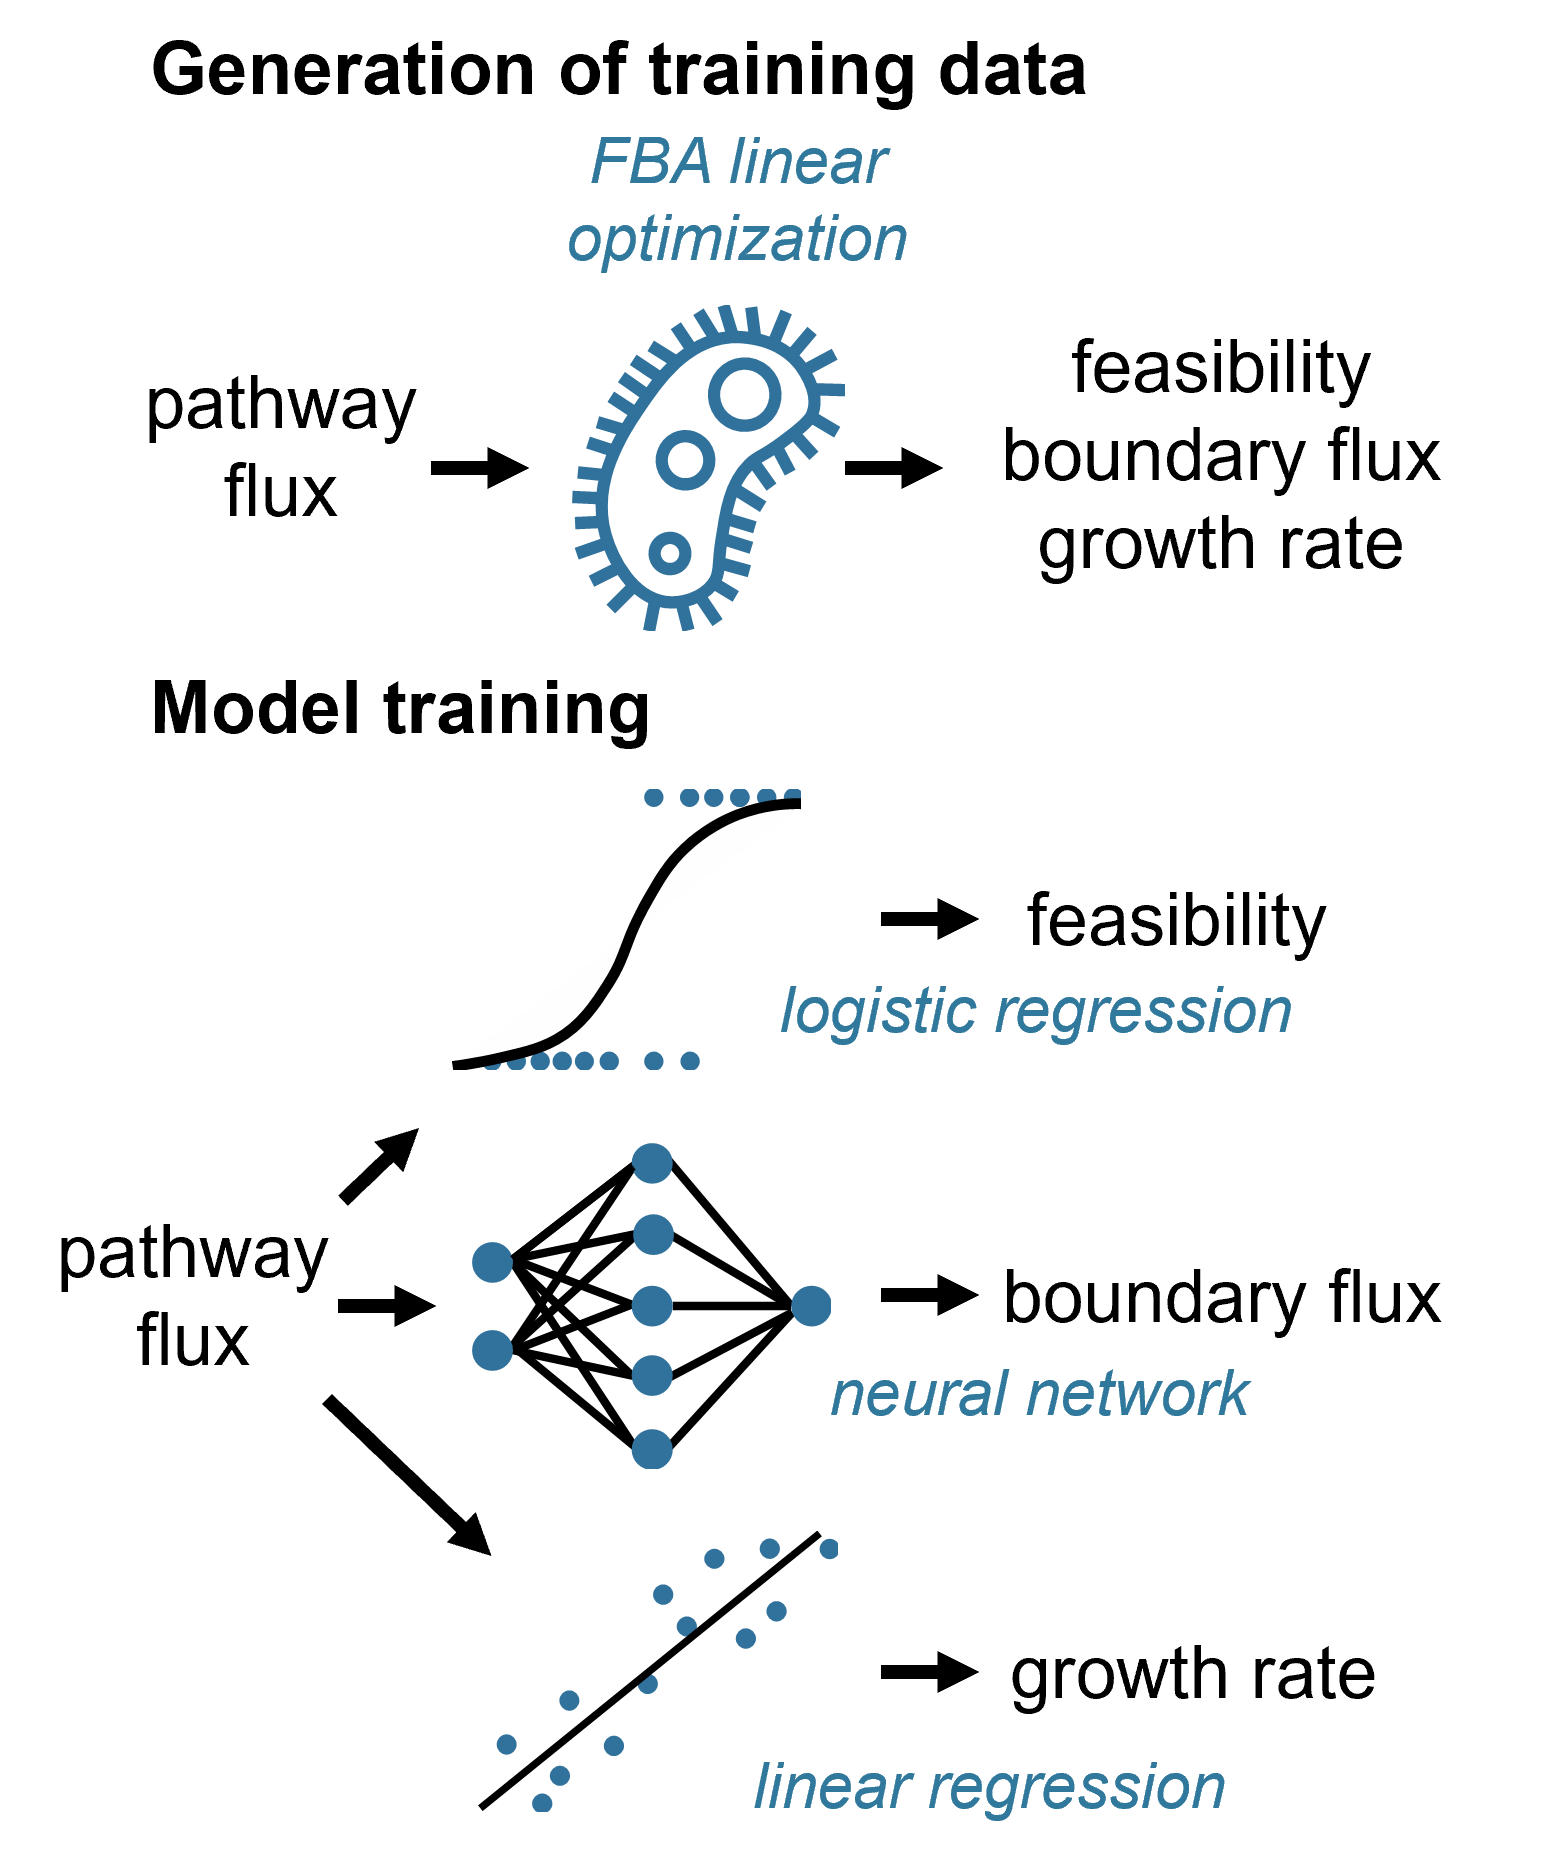 Generation of training data
FBA linear
optimization
pathway
flux
feasibility
boundary flux
growth rate
Model training
feasibility
logistic regression
pathway
flux
boundary flux
neural network
growth rate
linear regression